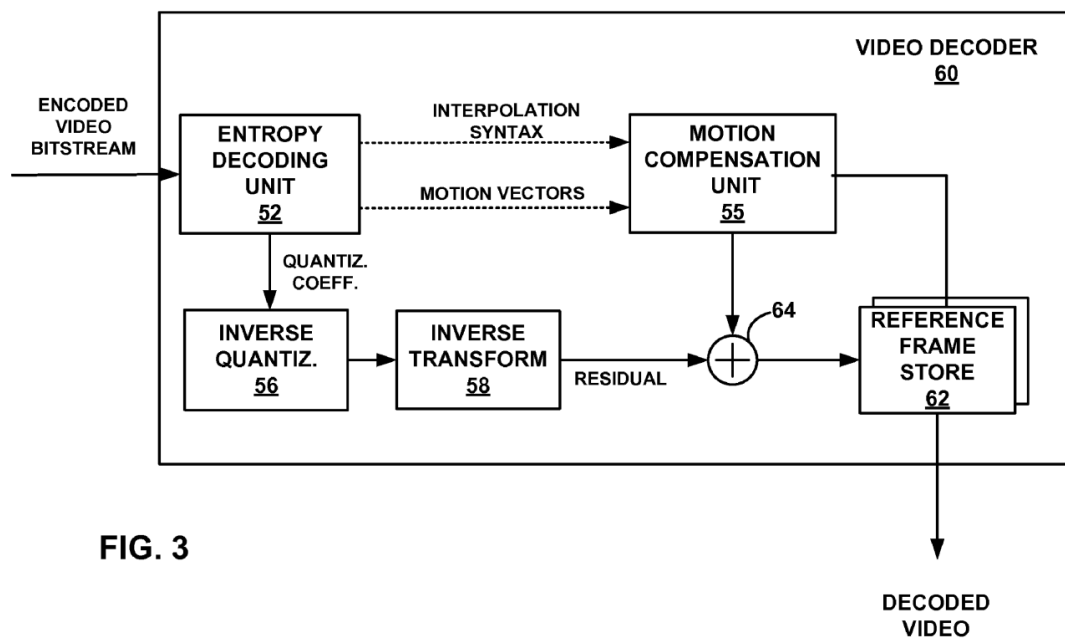 VIDEO DECODER
60
ENCODED
VIDEO
BITSTREAM
ENTROPY
DECODING
UNIT
52
INTERPOLATION
SYNTAX
MOTION VECTORS
MOTION
COMPENSATION
UNIT
55
QUANTIZ.
COEFF.
INVERSE
QUANTIZ.
56
INVERSE
TRANSFORM
58
RESIDUAL
64
REFERENCE
FRAME
STORE
62
FIG. 3
DECODED
VIDEO